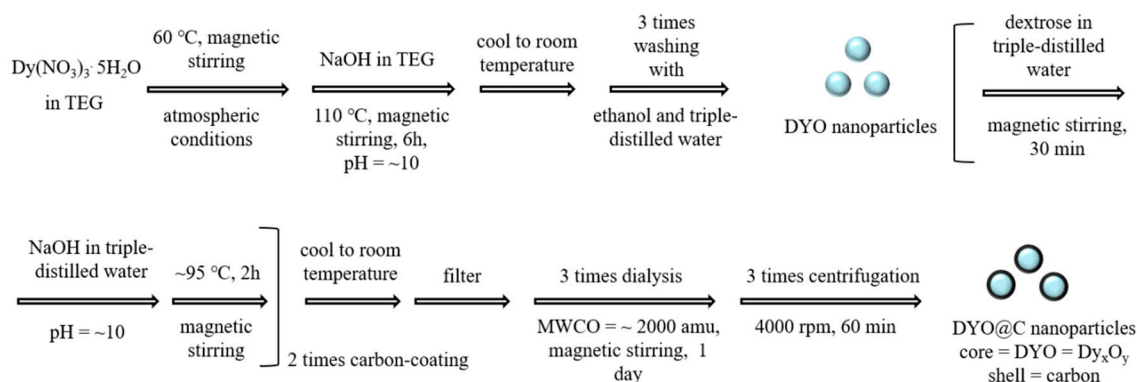 Dy(NO₃)₃· 5H₂O
in TEG
60 °C, magnetic
stirring
atmospheric
conditions
NaOH in TEG
110 °C, magnetic
stirring, 6h,
pH = ~10
cool to room
temperature
3 times
washing
with
ethanol and triple-
distilled water
DYO nanoparticles
dextrose in
triple-distilled
water
magnetic stirring,
30 min
NaOH in triple-
distilled water
pH = ~10
~95 °C, 2h
magnetic
stirring
cool to room
temperature
2 times carbon-coating
filter
3 times dialysis
MWCO = ~ 2000 amu,
magnetic stirring, 1
day
3 times centrifugation
4000 rpm, 60 min
DYO@C nanoparticles
core = DYO = DyₓOᵧ
shell = carbon